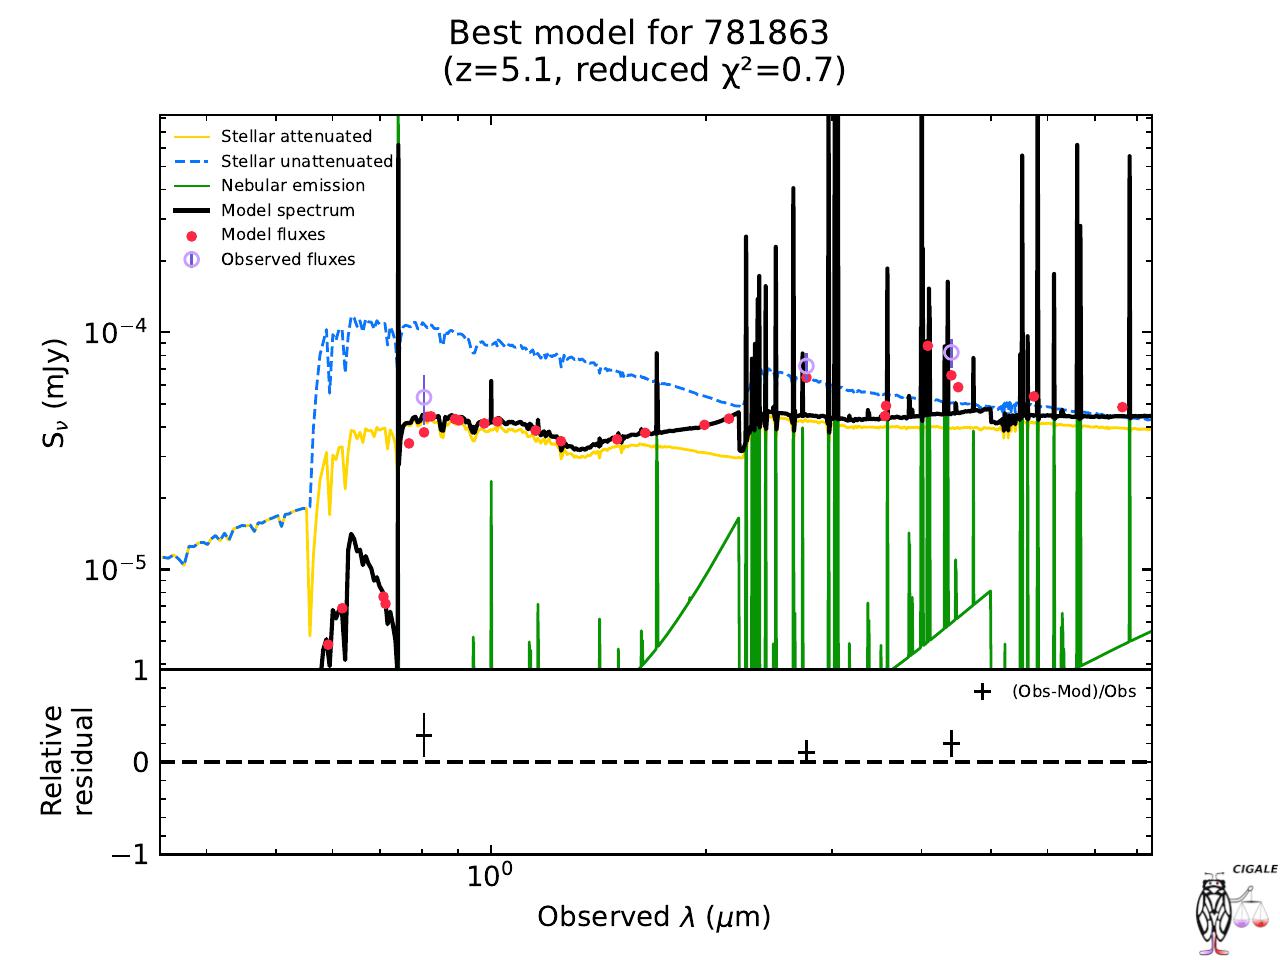 Best model for 781863
(z=5.1, reduced χ²=0.7)
Stellar attenuated
Stellar unattenuated
Nebular emission
Model spectrum
Model fluxes
Observed fluxes
10⁻⁴
10⁻⁵
S_ν (mJy)
1
0
−1
Relative
residual
(Obs-Mod)/Obs
10⁰
Observed λ (μm)
CIGALE